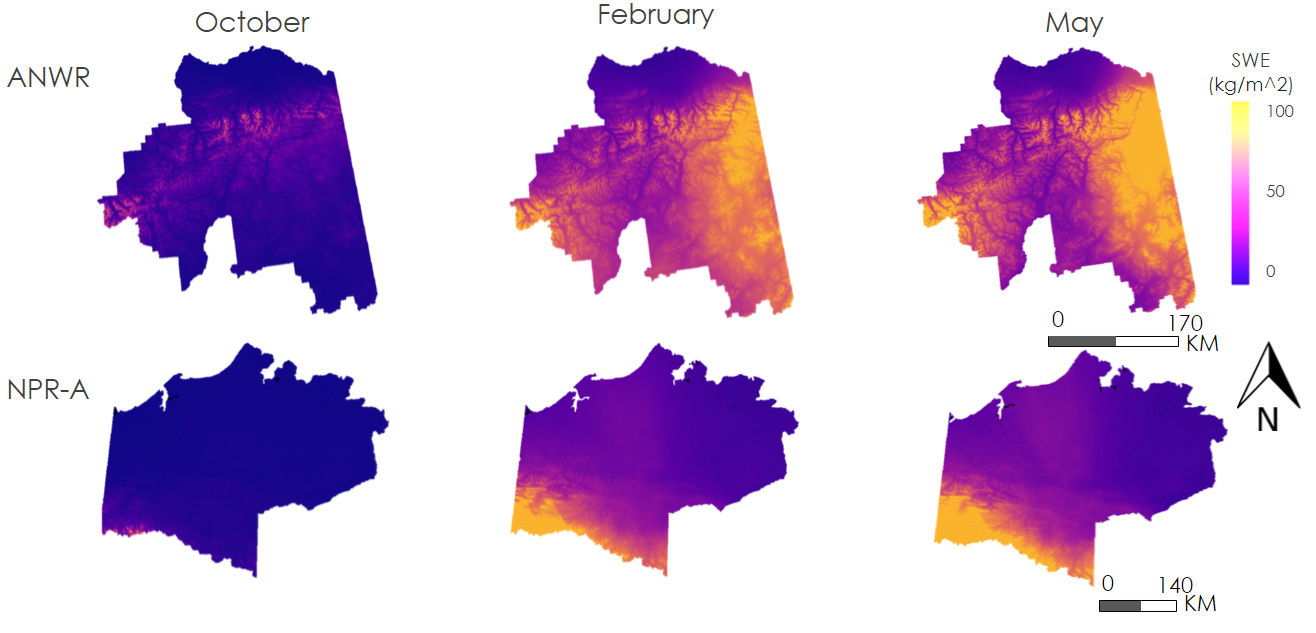 October
February
May
ANWR
SWE
(kg/m^2)
100
50
0
0
170
KM
NPR-A
N
0
140
KM